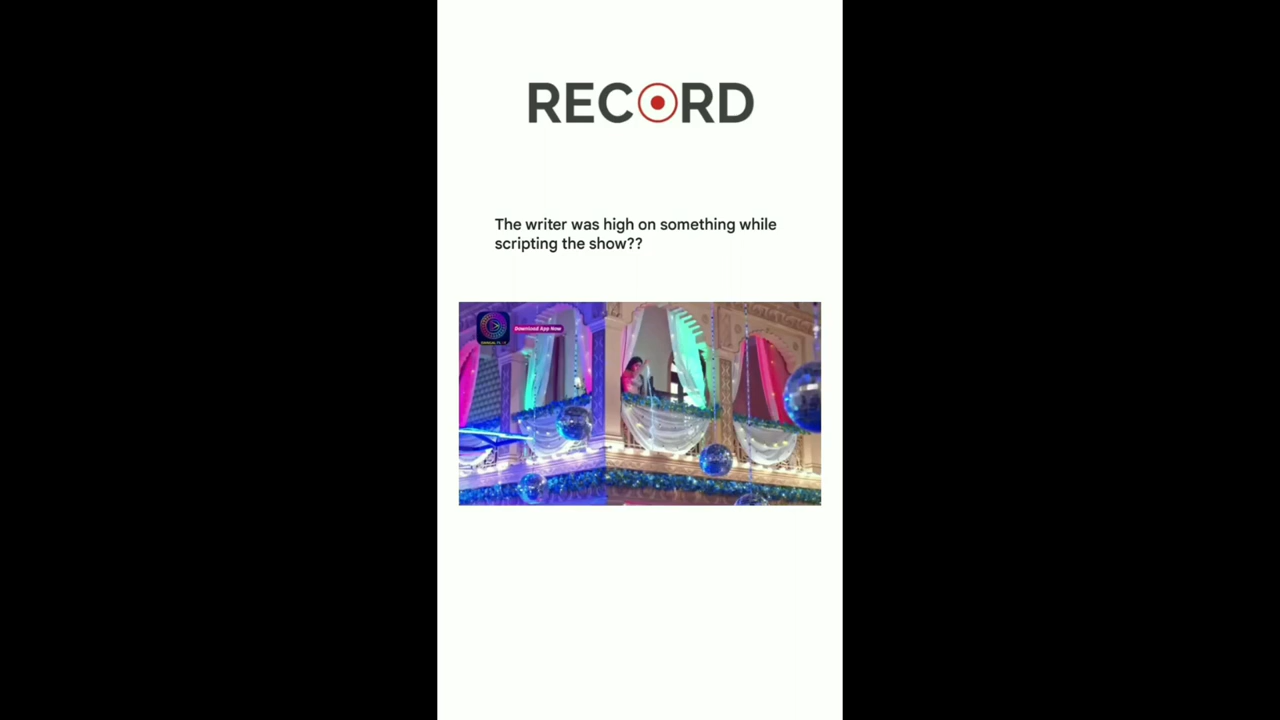 RECORD
The writer was high on something while
scripting the show??
Download App Now